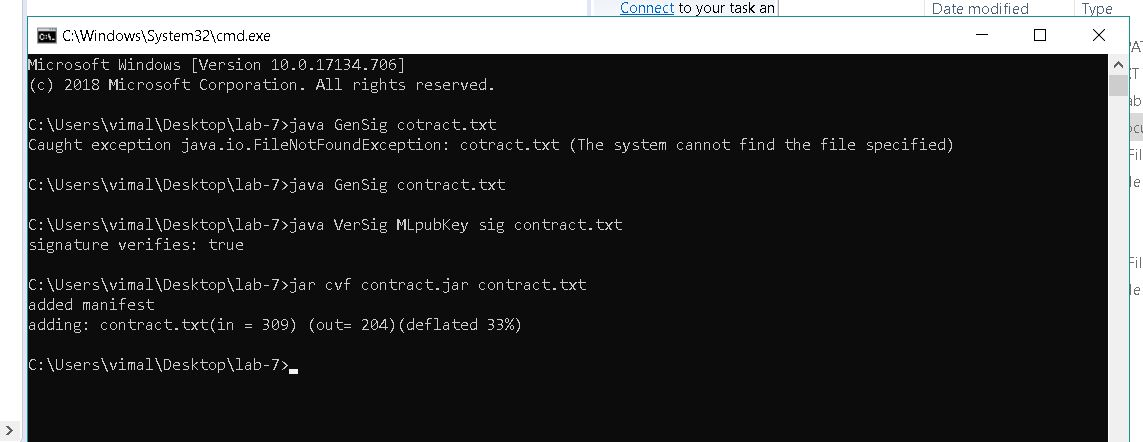 Connect to your task an
Date modified
Type
C:\Windows\System32\cmd.exe
Microsoft Windows [Version 10.0.17134.706]
(c) 2018 Microsoft Corporation. All rights reserved.
C:\Users\vimal\Desktop\lab-7>java GenSig cotract.txt
Caught exception java.io.FileNotFoundException: cotract.txt (The system cannot find the file specified)
C:\Users\vimal\Desktop\lab-7>java GenSig contract.txt
C:\Users\vimal\Desktop\lab-7>java VerSig MLpubKey sig contract.txt
signature verifies: true
C:\Users\vimal\Desktop\lab-7>jar cvf contract.jar contract.txt
added manifest
adding: contract.txt(in = 309) (out= 204)(deflated 33%)
C:\Users\vimal\Desktop\lab-7>